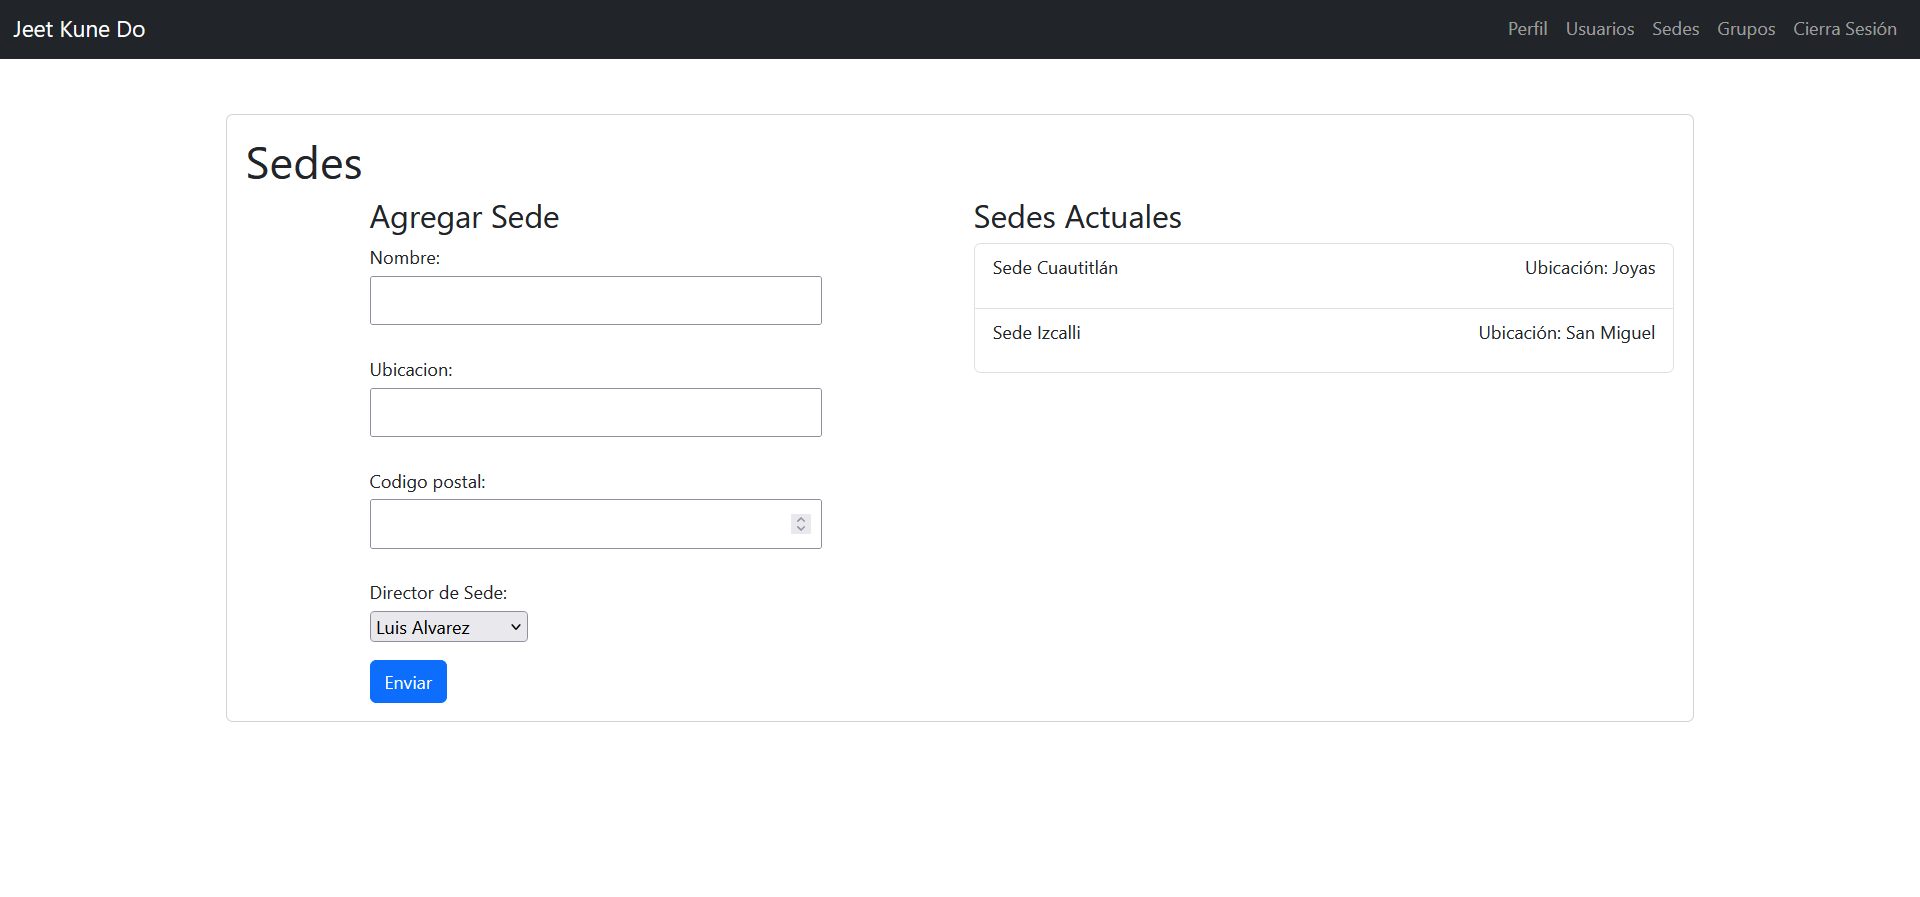 Jeet Kune Do
Perfil Usuarios Sedes Grupos Cierra Sesión
Sedes
Agregar Sede
Nombre:
Ubicacion:
Codigo postal:
Director de Sede:
Luis Alvarez
Enviar
Sedes Actuales
Sede Cuautitlán Ubicación: Joyas
Sede Izcalli Ubicación: San Miguel